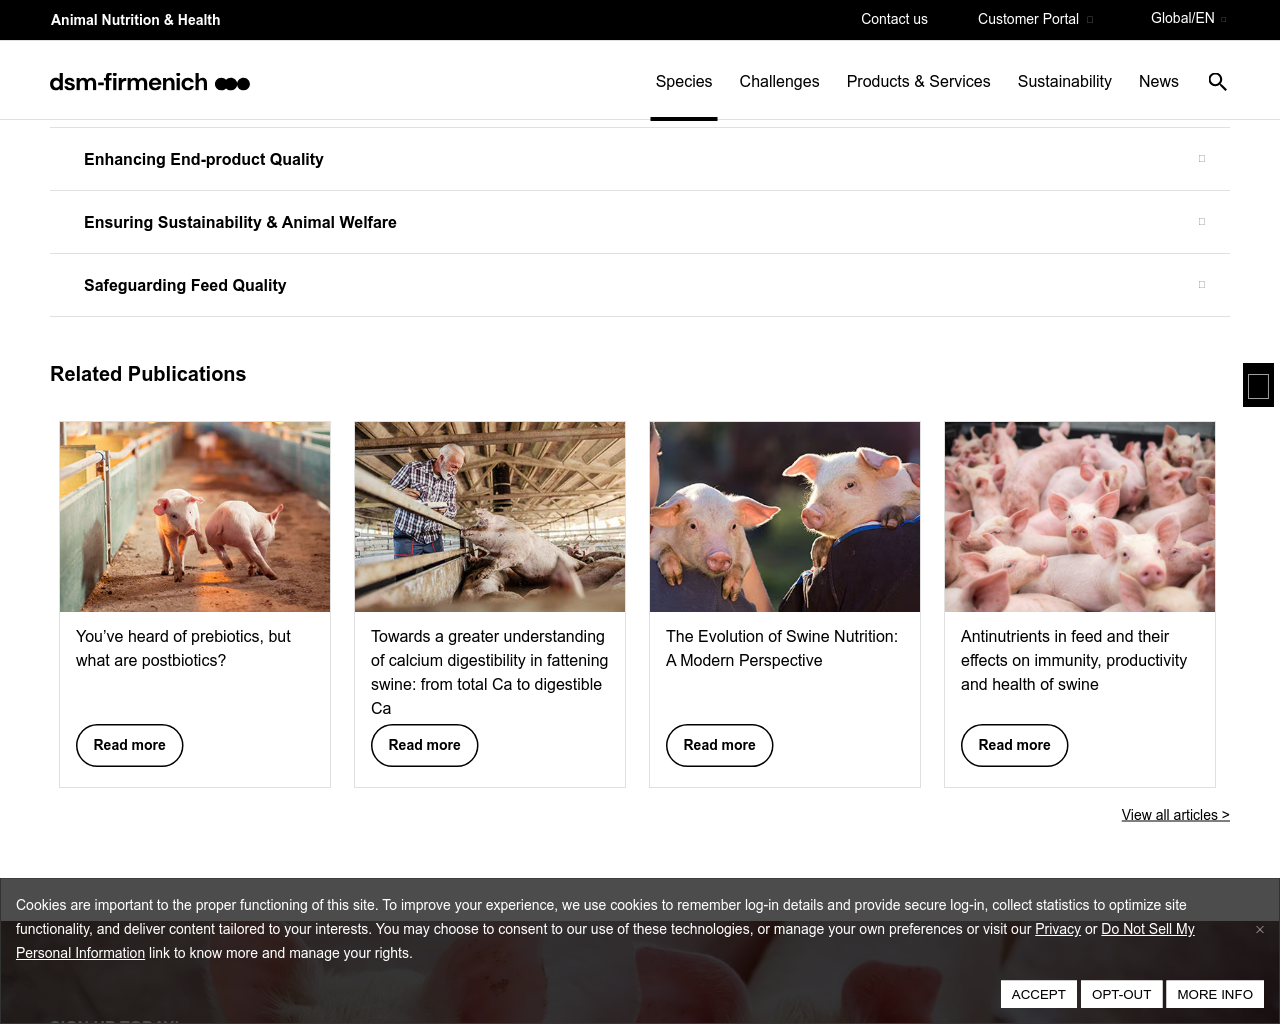 Animal Nutrition & Health
Contact us
Customer Portal
Global/EN
dsm-firmenich
Species
Challenges
Products & Services
Sustainability
News
Enhancing End-product Quality
Ensuring Sustainability & Animal Welfare
Safeguarding Feed Quality
Related Publications
You've heard of prebiotics, but
what are postbiotics?
Read more
Towards a greater understanding
of calcium digestibility in fattening
swine: from total Ca to digestible
Ca
Read more
The Evolution of Swine Nutrition:
A Modern Perspective
Read more
Antinutrients in feed and their
effects on immunity, productivity
and health of swine
Read more
View all articles >
Cookies are important to the proper functioning of this site. To improve your experience, we use cookies to remember log-in details and provide secure log-in, collect statistics to optimize site
functionality, and deliver content tailored to your interests. You may choose to consent to our use of these technologies, or manage your own preferences or visit our Privacy or Do Not Sell My
Personal Information link to know more and manage your rights.
ACCEPT
OPT-OUT
MORE INFO